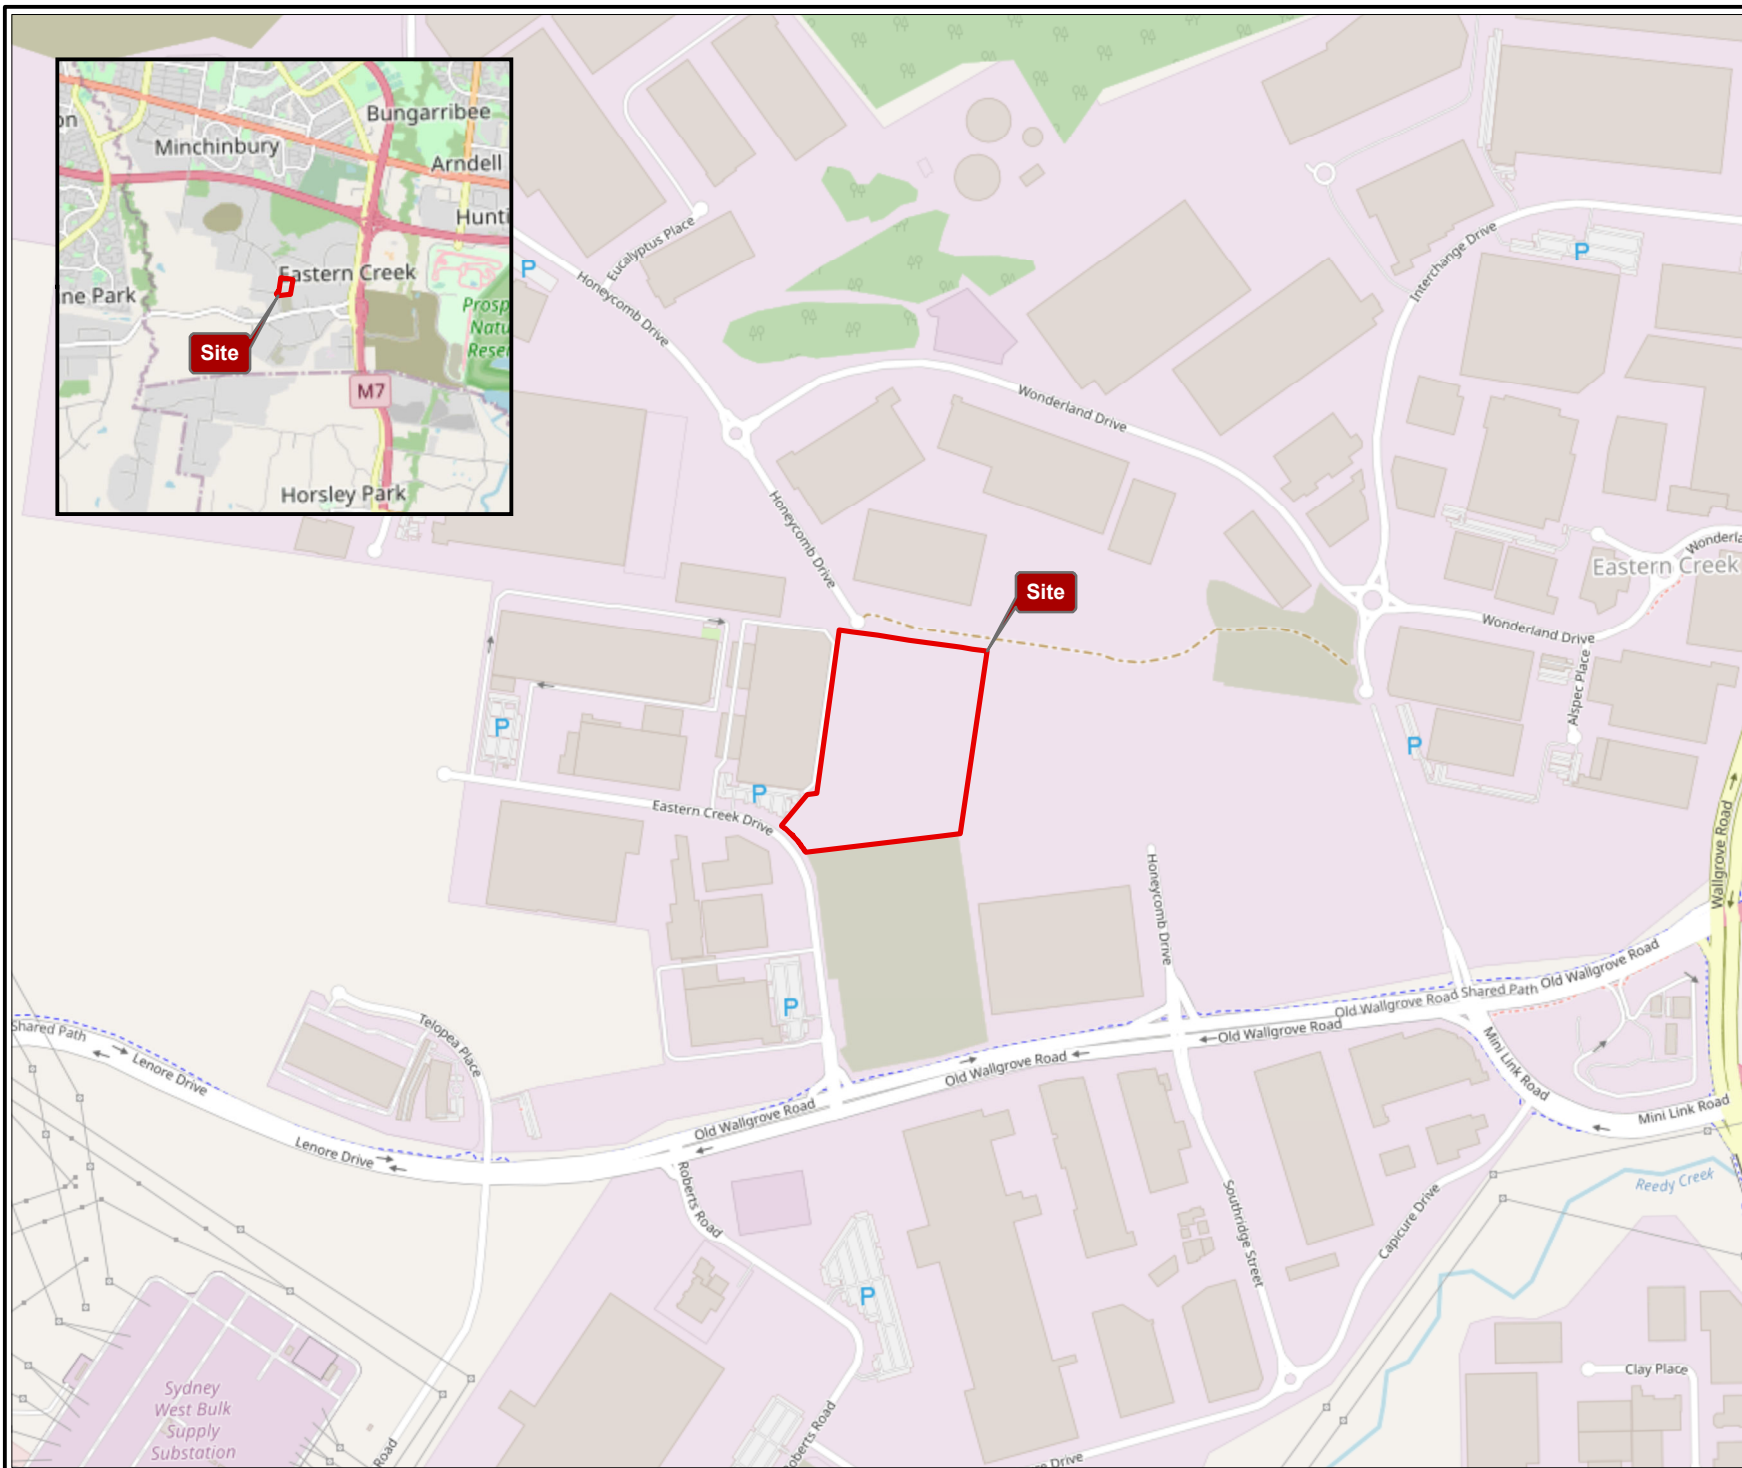 Bungarribee
Minchinbury
Arndell
Eastern Creek
Site
M7
Horsley Park
P
Eucalyptus Place
Honeycomb Drive
Interchange Drive
P
Wonderland Drive
Honeycomb Drive
Eastern Creek
Site
Wonderland Drive
Alspec Place
P
P
P
Eastern Creek Drive
Wallgrove Road
Honeycomb Drive
P
Old Wallgrove Road
Old Wallgrove Road Shared Path
Old Wallgrove Road
Old Wallgrove Road
Old Wallgrove Road
Shared Path
Lenore Drive
Telopea Place
Lenore Drive
Mini Link Road
Mini Link Road
Roberts Road
Reedy Creek
Southridge Street
Capicure Drive
P
Clay Place
Sydney
West Bulk
Supply
Substation
Road
Drive